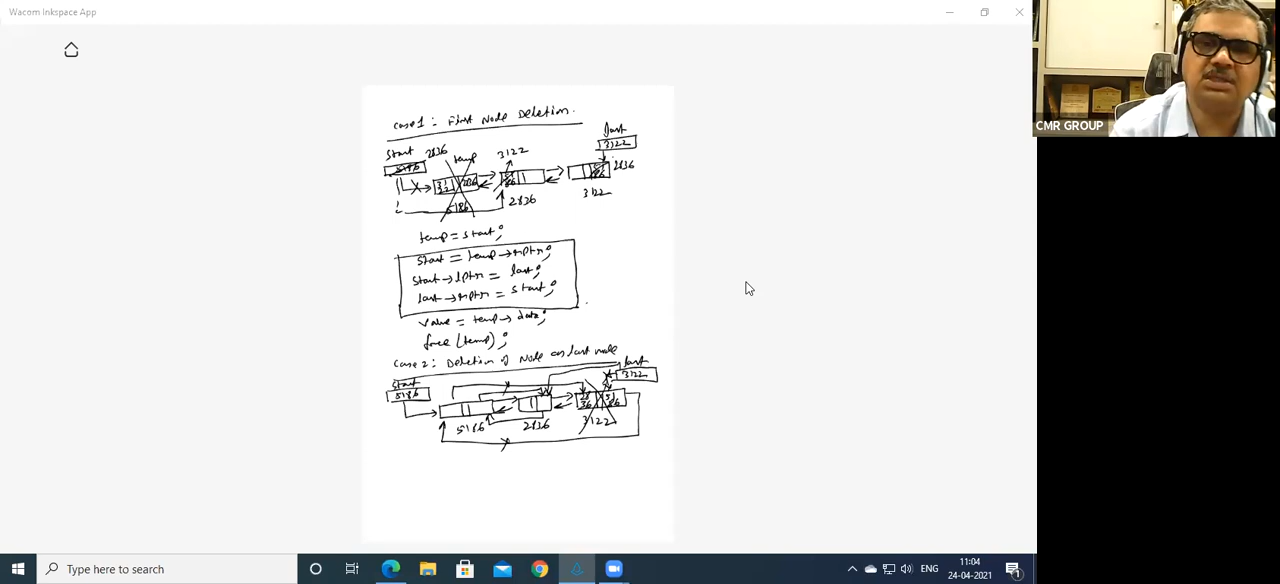 Wacom Inkspace App
Case 1: First Node Deletion.
last
3122
start 2836 temp 3122
5186
2836
5186 2836 3122
temp = start;
start = temp→rptr;
start→lptr = last;
last→rptr = start;
value = temp→data;
free(temp);
Case 2: Deletion of Node as last node
start last
5186 3122
5186 2836 3122
CMR GROUP
Type here to search
ENG
11:04
24-04-2021
1